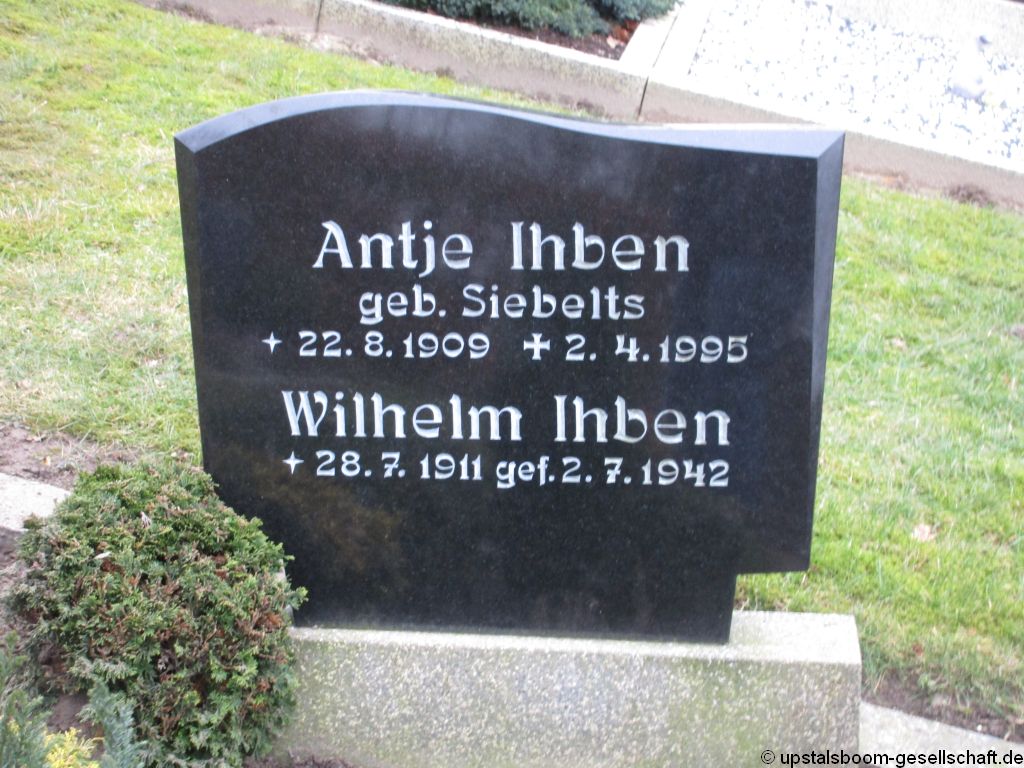 Antje Ihben
geb. Siebelts
✦ 22. 8. 1909 ✝ 2. 4. 1995
Wilhelm Ihben
✦ 28. 7. 1911 gef. 2. 7. 1942
© upstalsboom-gesellschaft.de